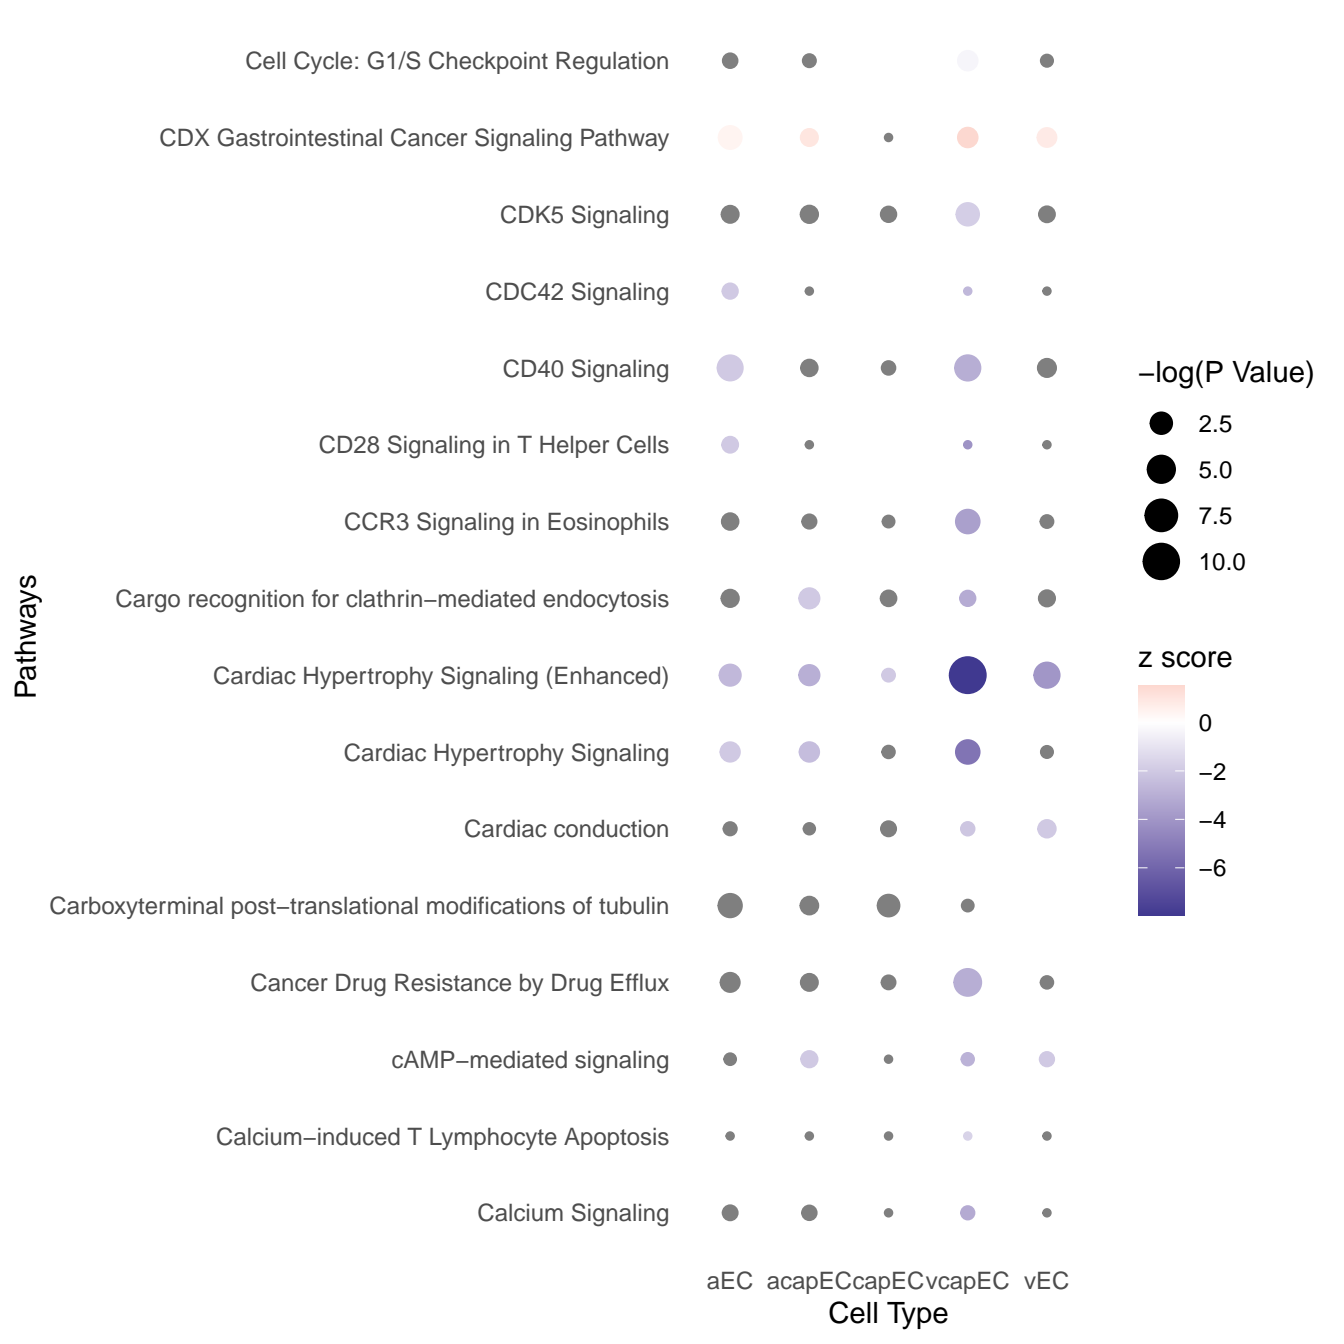 Cell Cycle: G1/S Checkpoint Regulation
CDX Gastrointestinal Cancer Signaling Pathway
CDK5 Signaling
CDC42 Signaling
CD40 Signaling
CD28 Signaling in T Helper Cells
CCR3 Signaling in Eosinophils
Cargo recognition for clathrin−mediated endocytosis
Cardiac Hypertrophy Signaling (Enhanced)
Cardiac Hypertrophy Signaling
Cardiac conduction
Carboxyterminal post−translational modifications of tubulin
Cancer Drug Resistance by Drug Efflux
cAMP−mediated signaling
Calcium−induced T Lymphocyte Apoptosis
Calcium Signaling
Pathways
aEC acapEC capEC vcapEC vEC
Cell Type
−log(P Value)
2.5
5.0
7.5
10.0
z score
0
−2
−4
−6